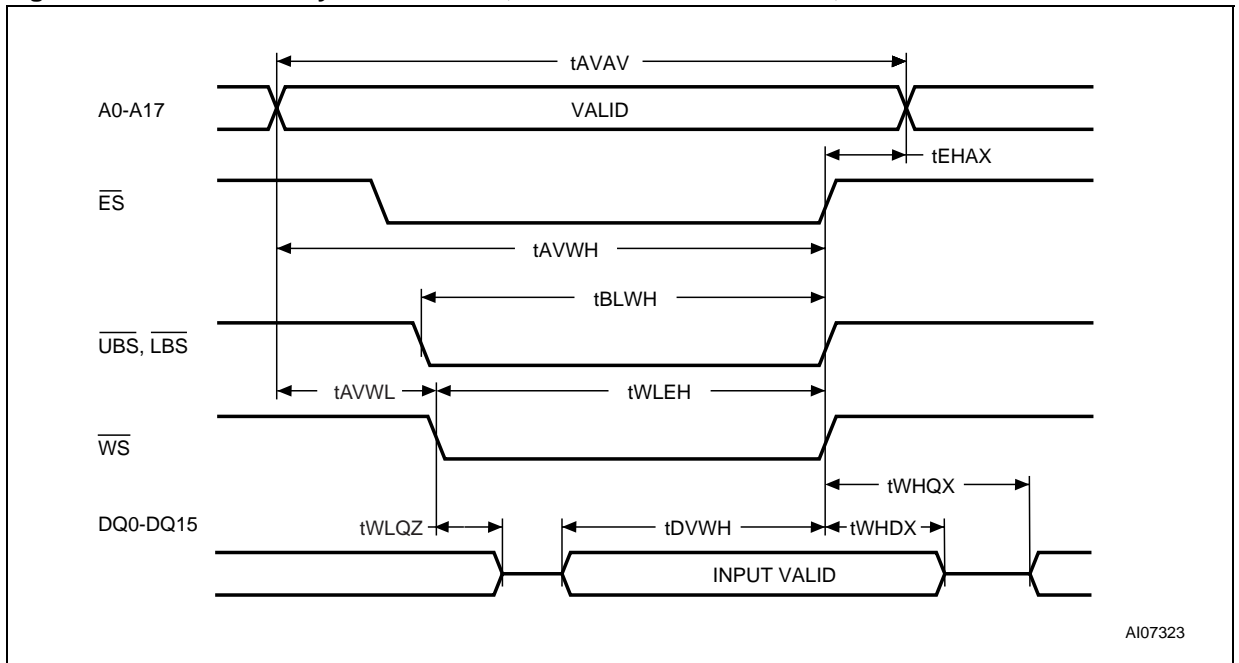 tAVAV
A0-A17
VALID
tEHAX
ES
tAVWH
tBLWH
UBS, LBS
tAVWL
tWLEH
WS
tWHQX
DQ0-DQ15
tWLQZ
tDVWH
tWHDX
INPUT VALID
AI07323